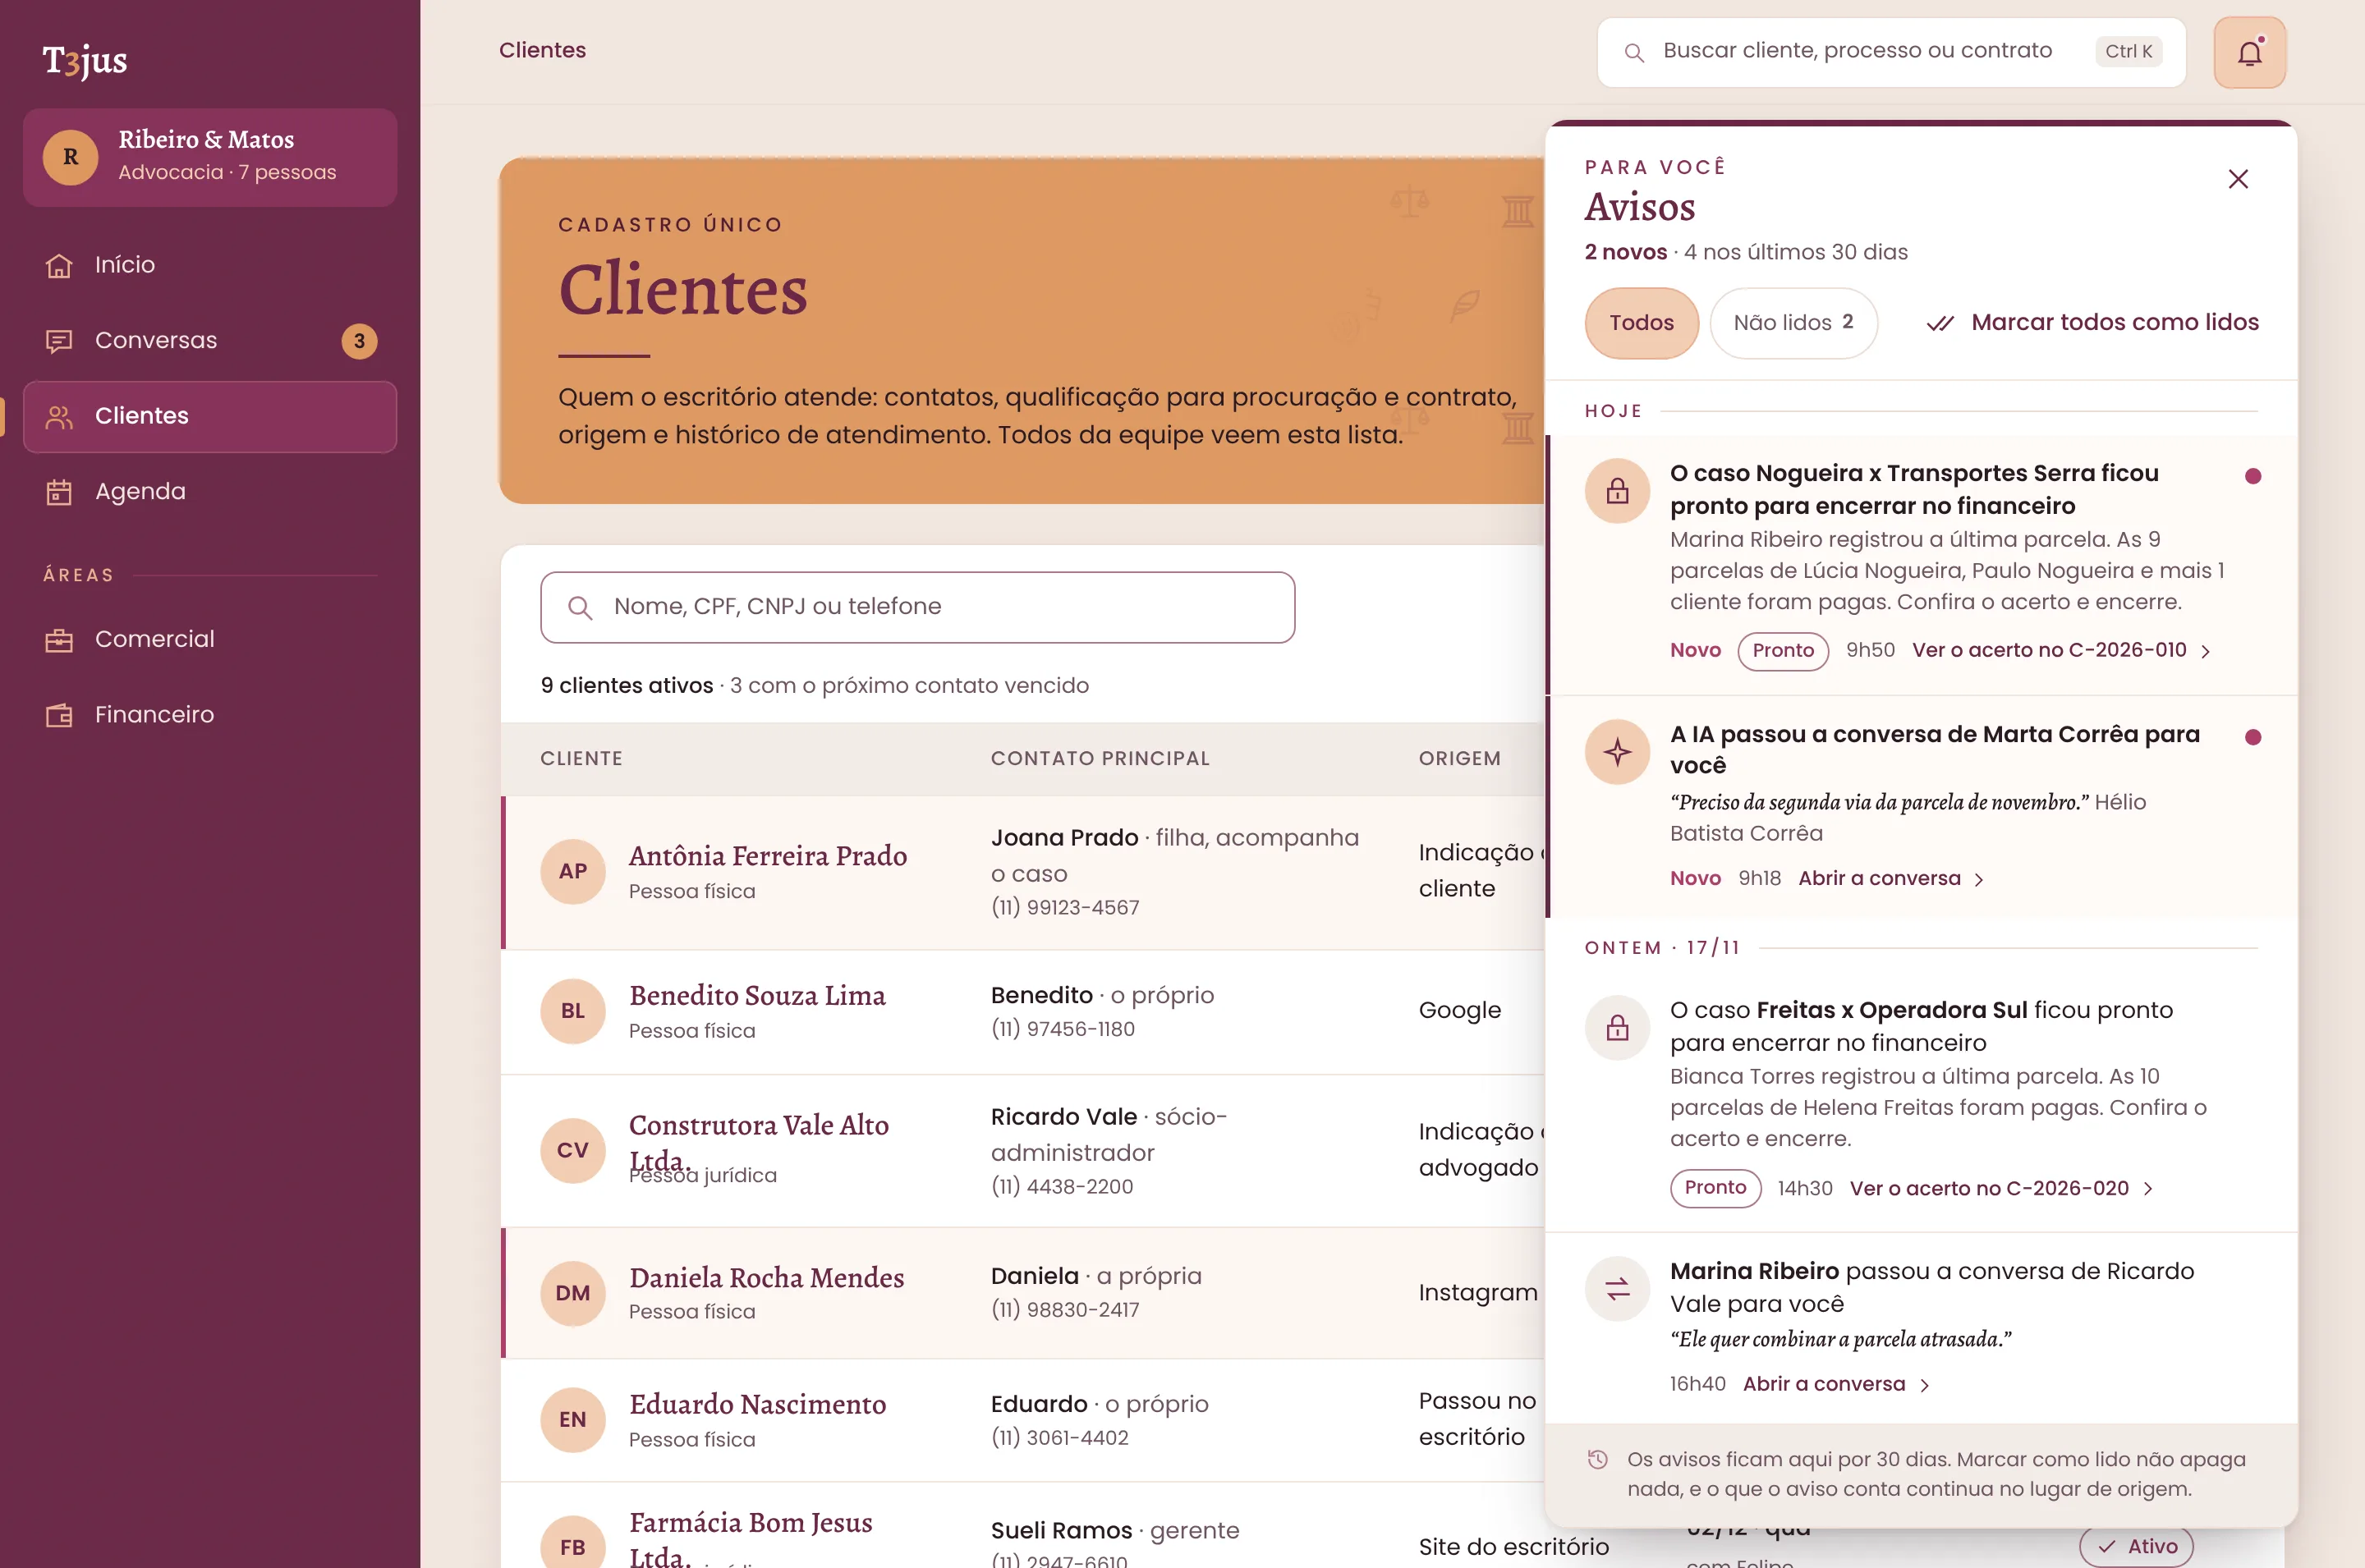 T3jus
R
Ribeiro & Matos
Advocacia · 7 pessoas
Início
Conversas
3
Clientes
Agenda
ÁREAS
Comercial
Financeiro
Clientes
Buscar cliente, processo ou contrato
Ctrl K
CADASTRO ÚNICO
Clientes
Quem o escritório atende: contatos, qualificação para procuração e contrato,
origem e histórico de atendimento. Todos da equipe veem esta lista.
Nome, CPF, CNPJ ou telefone
9 clientes ativos · 3 com o próximo contato vencido
CLIENTE
CONTATO PRINCIPAL
ORIGEM
AP
Antônia Ferreira Prado
Pessoa física
Joana Prado · filha, acompanha
o caso
(11) 99123-4567
Indicação
cliente
BL
Benedito Souza Lima
Pessoa física
Benedito · o próprio
(11) 97456-1180
Google
CV
Construtora Vale Alto
Ltda.
Pessoa jurídica
Ricardo Vale · sócio-
administrador
(11) 4438-2200
Indicação
advogado
DM
Daniela Rocha Mendes
Pessoa física
Daniela · a própria
(11) 98830-2417
Instagram
EN
Eduardo Nascimento
Pessoa física
Eduardo · o próprio
(11) 3061-4402
Passou no
escritório
FB
Farmácia Bom Jesus
Ltda.
Sueli Ramos · gerente
(11) 2947-6610
Site do escritório
02/12 · qua
com Felipe
Ativo
PARA VOCÊ
Avisos
2 novos · 4 nos últimos 30 dias
Todos
Não lidos 2
Marcar todos como lidos
HOJE
O caso Nogueira x Transportes Serra ficou
pronto para encerrar no financeiro
Marina Ribeiro registrou a última parcela. As 9
parcelas de Lúcia Nogueira, Paulo Nogueira e mais 1
cliente foram pagas. Confira o acerto e encerre.
Novo Pronto 9h50 Ver o acerto no C-2026-010
A IA passou a conversa de Marta Corrêa para
você
“Preciso da segunda via da parcela de novembro.” Hélio
Batista Corrêa
Novo 9h18 Abrir a conversa
ONTEM · 17/11
O caso Freitas x Operadora Sul ficou pronto
para encerrar no financeiro
Bianca Torres registrou a última parcela. As 10
parcelas de Helena Freitas foram pagas. Confira o
acerto e encerre.
Pronto 14h30 Ver o acerto no C-2026-020
Marina Ribeiro passou a conversa de Ricardo
Vale para você
“Ele quer combinar a parcela atrasada.”
16h40 Abrir a conversa
Os avisos ficam aqui por 30 dias. Marcar como lido não apaga
nada, e o que o aviso conta continua no lugar de origem.